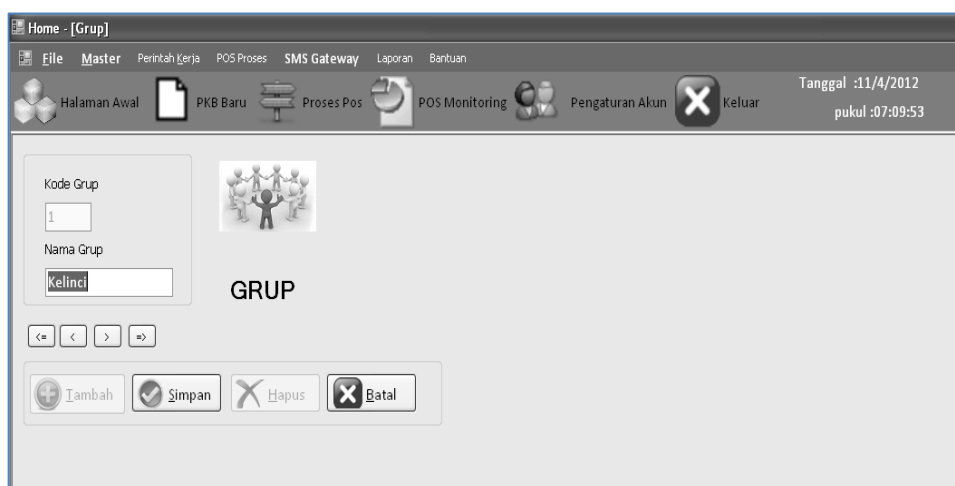 Home - [Grup]
File Master Perintah Kerja POS Proses SMS Gateway Laporan Bantuan
Halaman Awal PKB Baru Proses Pos POS Monitoring Pengaturan Akun Keluar
Tanggal :11/4/2012
pukul :07:09:53
Kode Grup
1
Nama Grup
Kelinci
GRUP
<= < > =>
Tambah Simpan Hapus Batal